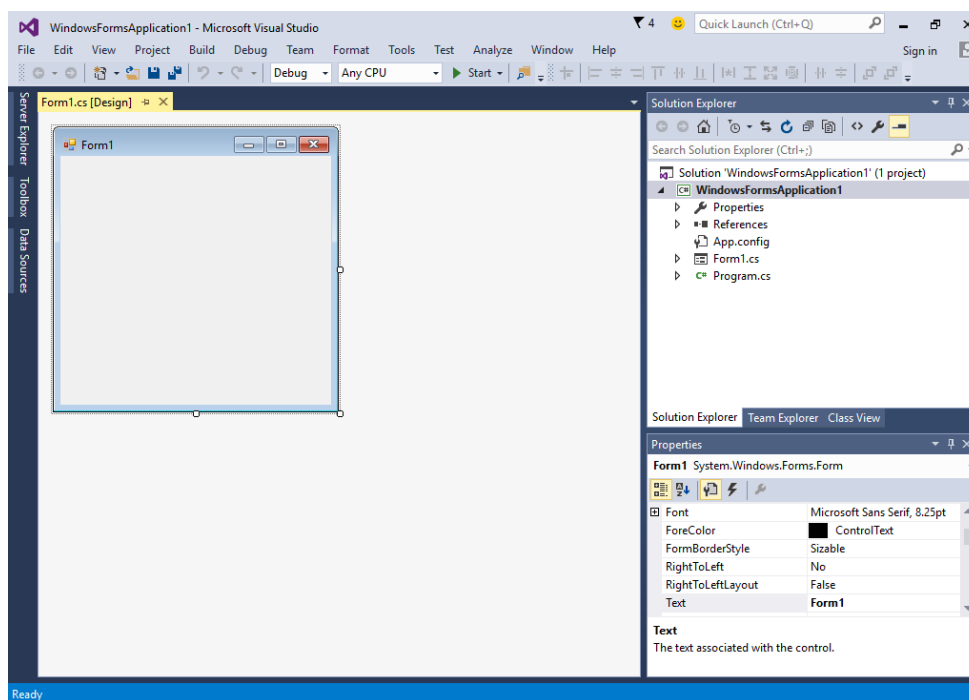 WindowsFormsApplication1 - Microsoft Visual Studio
4
Quick Launch (Ctrl+Q)
File Edit View Project Build Debug Team Format Tools Test Analyze Window Help
Sign in
Debug
Any CPU
Start
Server Explorer
Toolbox
Data Sources
Form1.cs [Design]
Form1
Solution Explorer
Search Solution Explorer (Ctrl+;)
Solution 'WindowsFormsApplication1' (1 project)
C# WindowsFormsApplication1
Properties
References
App.config
Form1.cs
C# Program.cs
Solution Explorer Team Explorer Class View
Properties
Form1 System.Windows.Forms.Form
Font Microsoft Sans Serif, 8.25pt
ForeColor ControlText
FormBorderStyle Sizable
RightToLeft No
RightToLeftLayout False
Text Form1
Text
The text associated with the control.
Ready